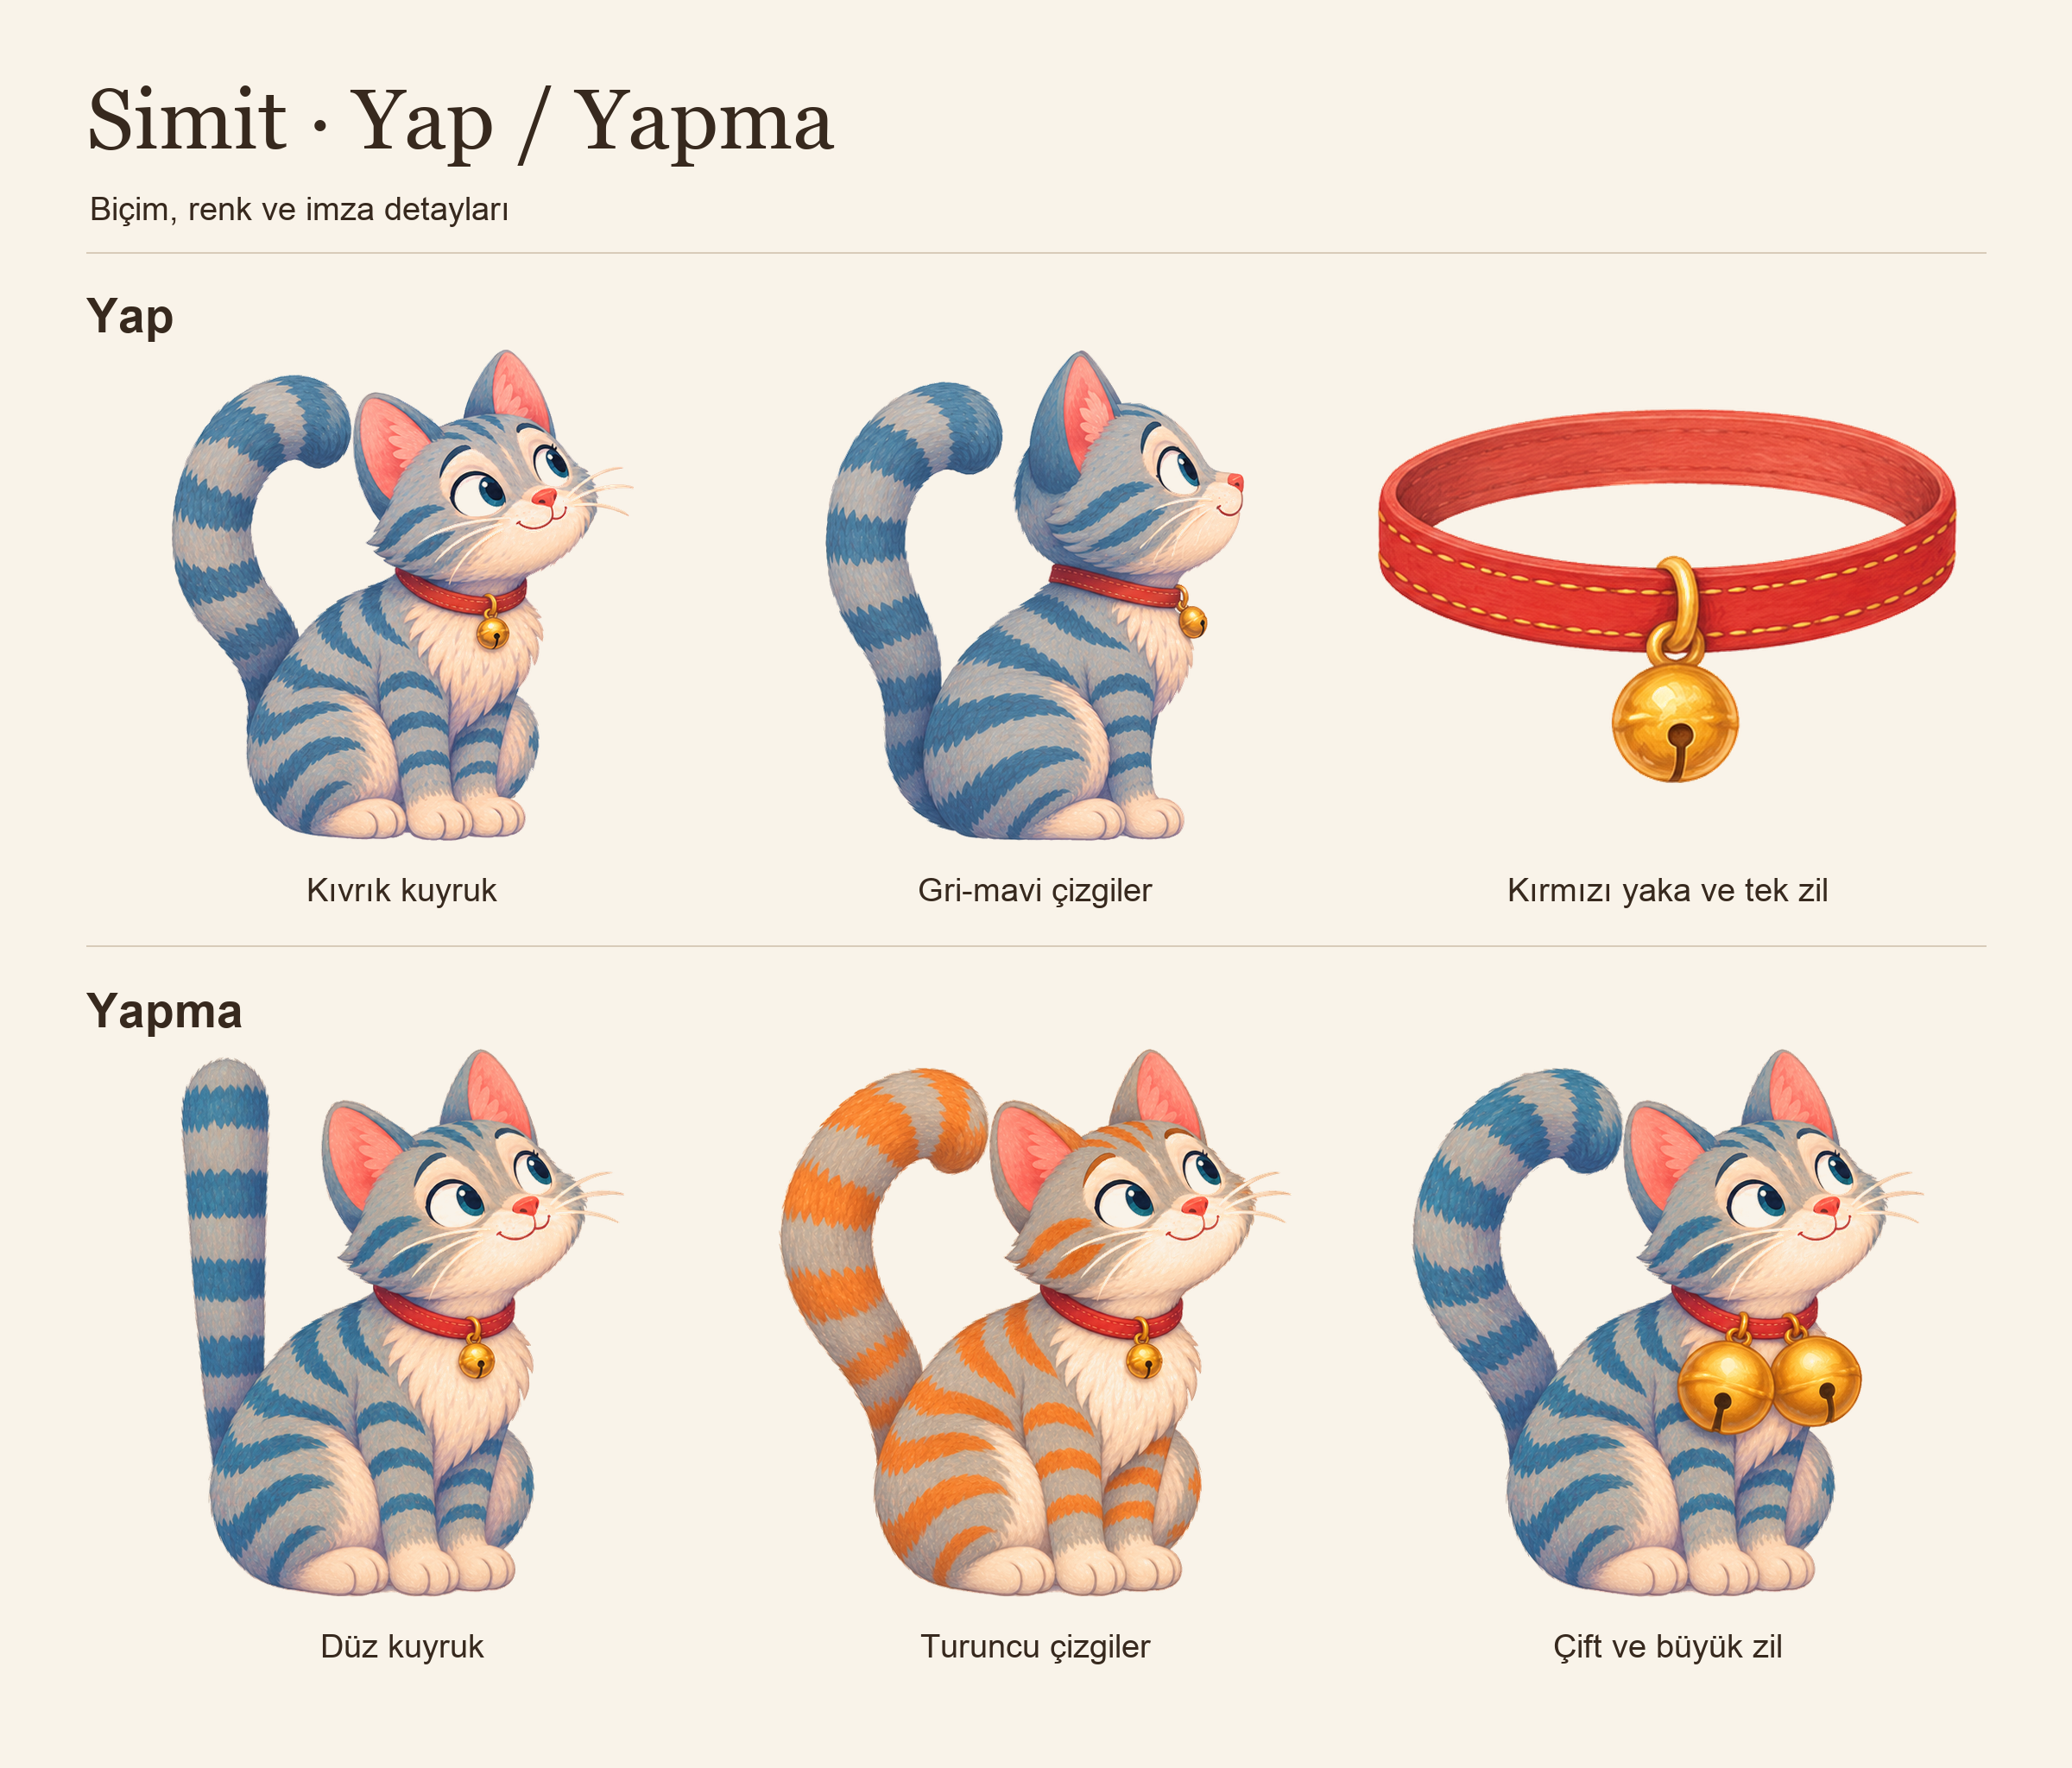 Simit · Yap / Yapma
Biçim, renk ve imza detayları
Yap
Kıvrık kuyruk
Gri-mavi çizgiler
Kırmızı yaka ve tek zil
Yapma
Düz kuyruk
Turuncu çizgiler
Çift ve büyük zil